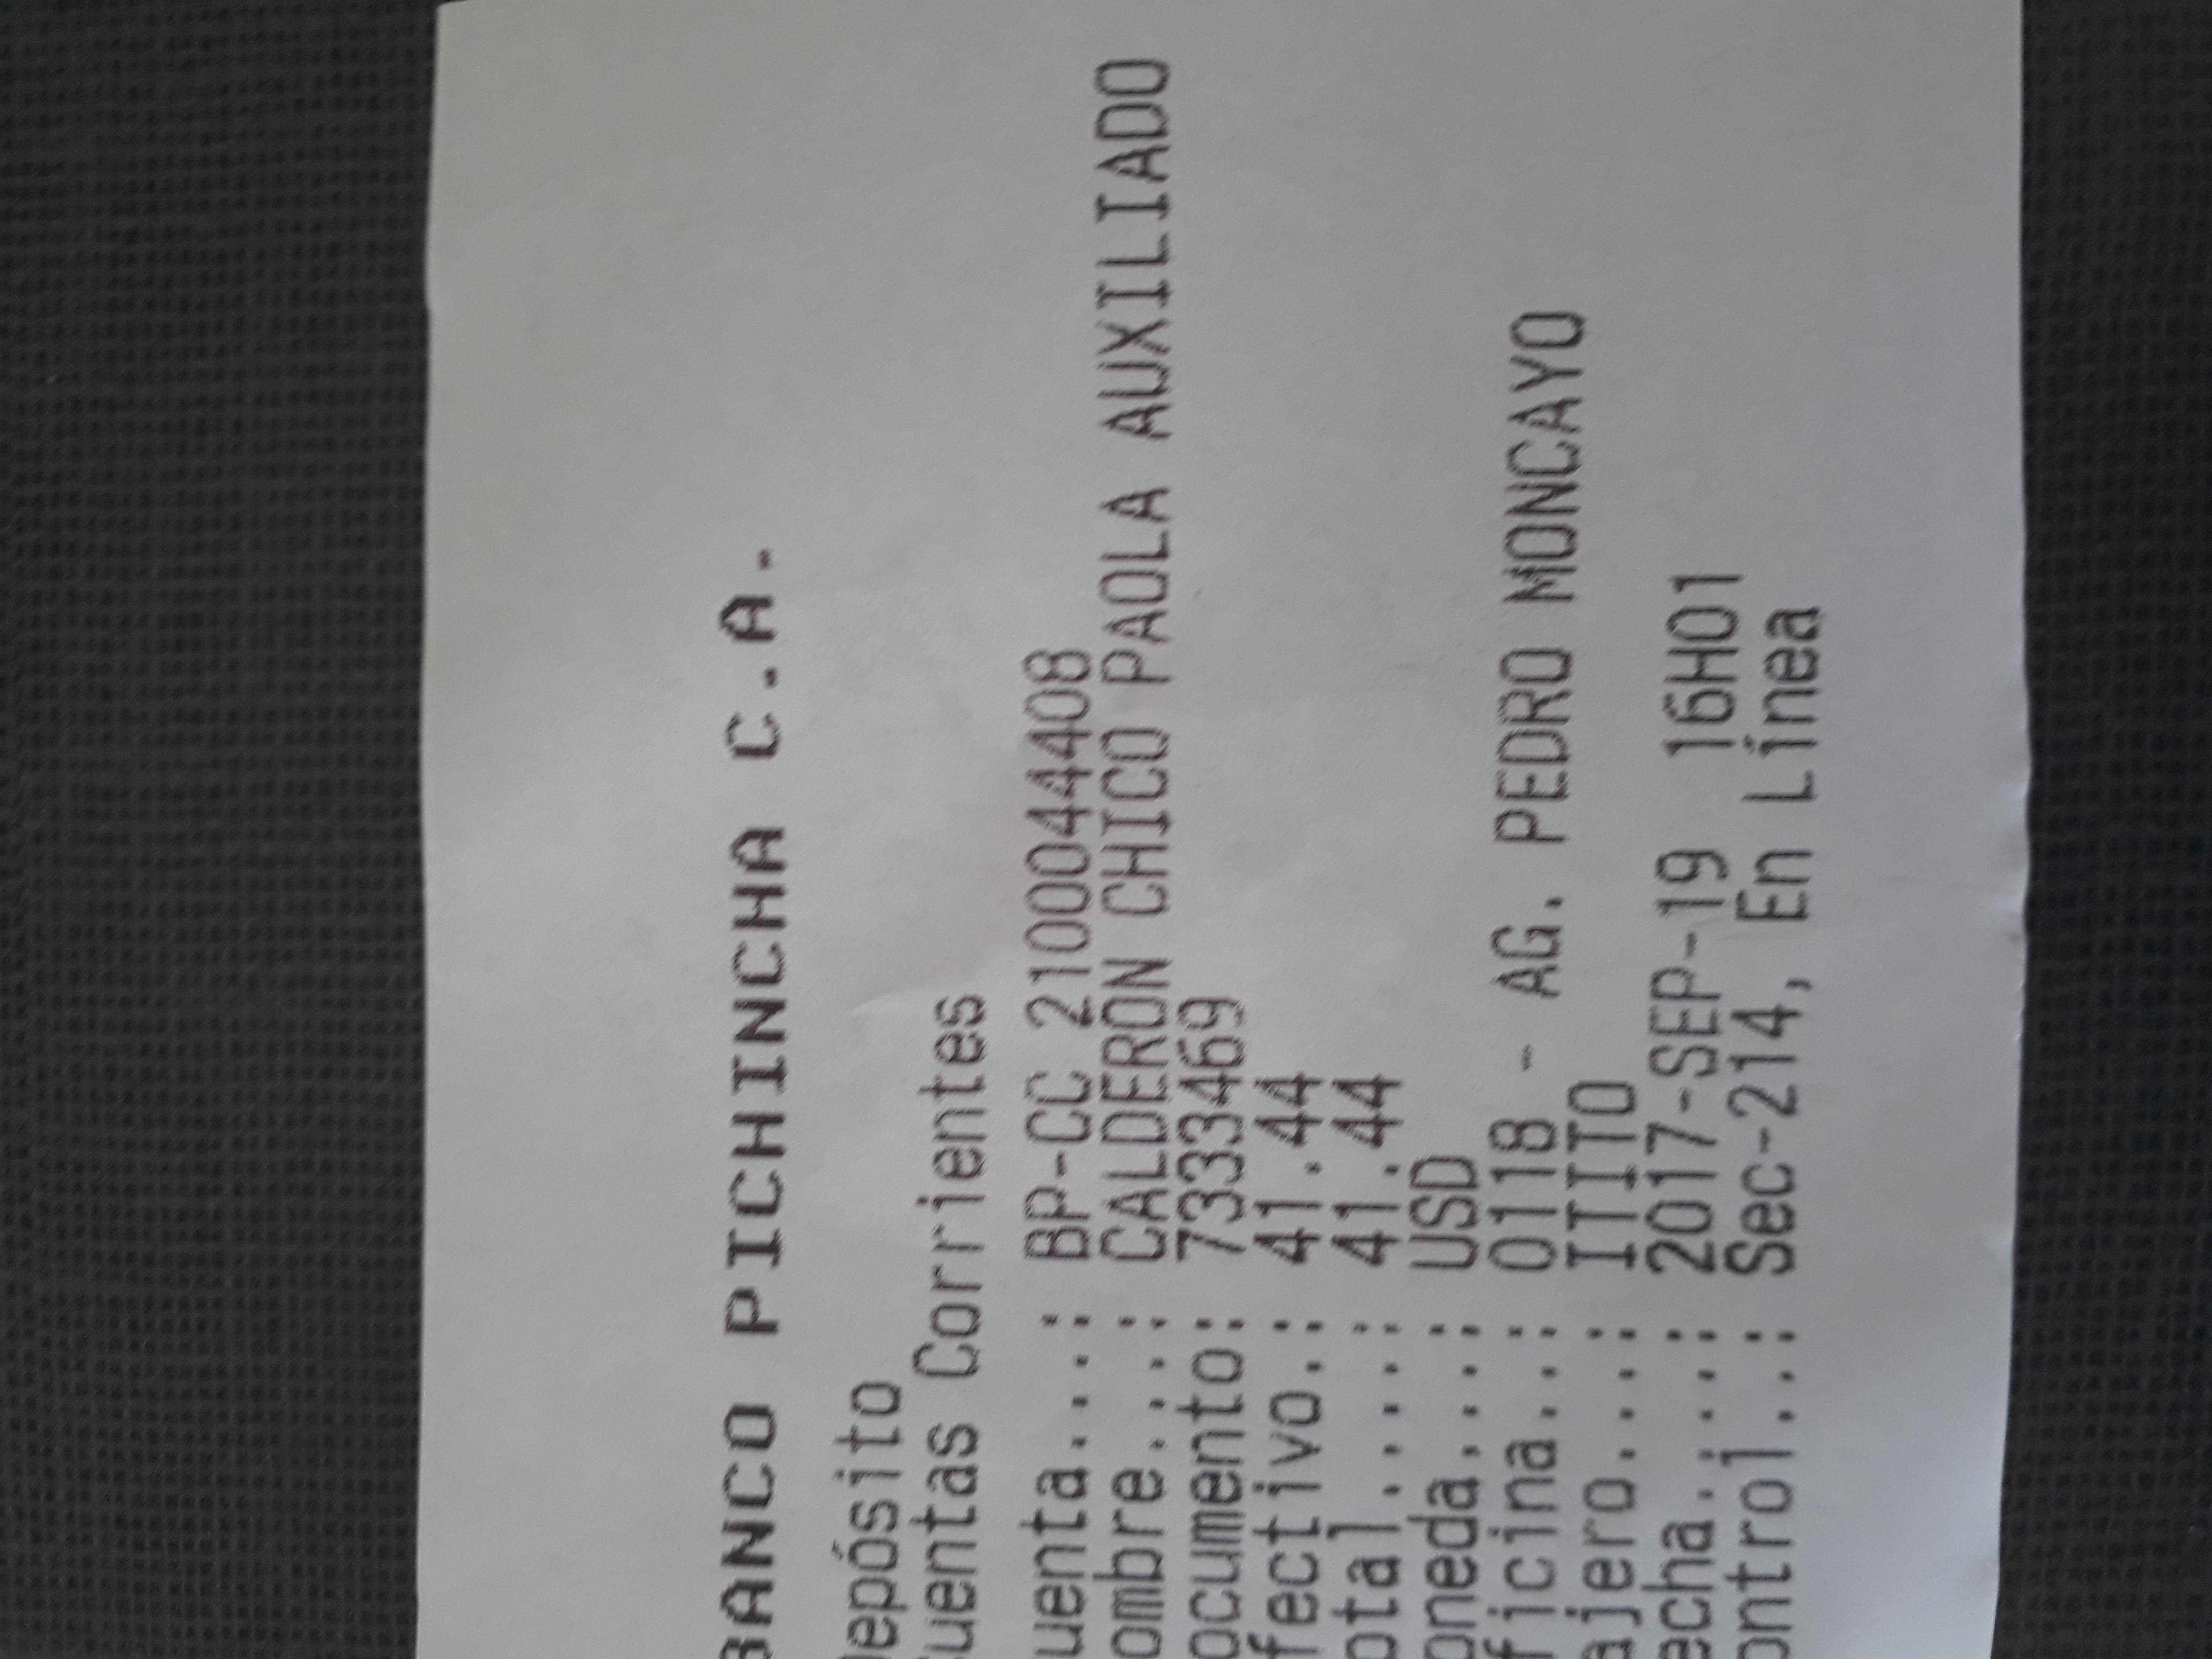 BANCO PICHINCHA C.A.
Depósito
Cuentas Corrientes
uenta...: BP-CC 2100044408
ombre...: CALDERON CHICO PAOLA AUXILIADO
ocumento: 7333469
fectivo.: 41.44
otal....: 41.44
oneda...: USD
ficina..: 0118 - AG. PEDRO MONCAYO
ajero...: ITITO
echa....: 2017-SEP-19 16H01
ontrol..: Sec-214, En Línea